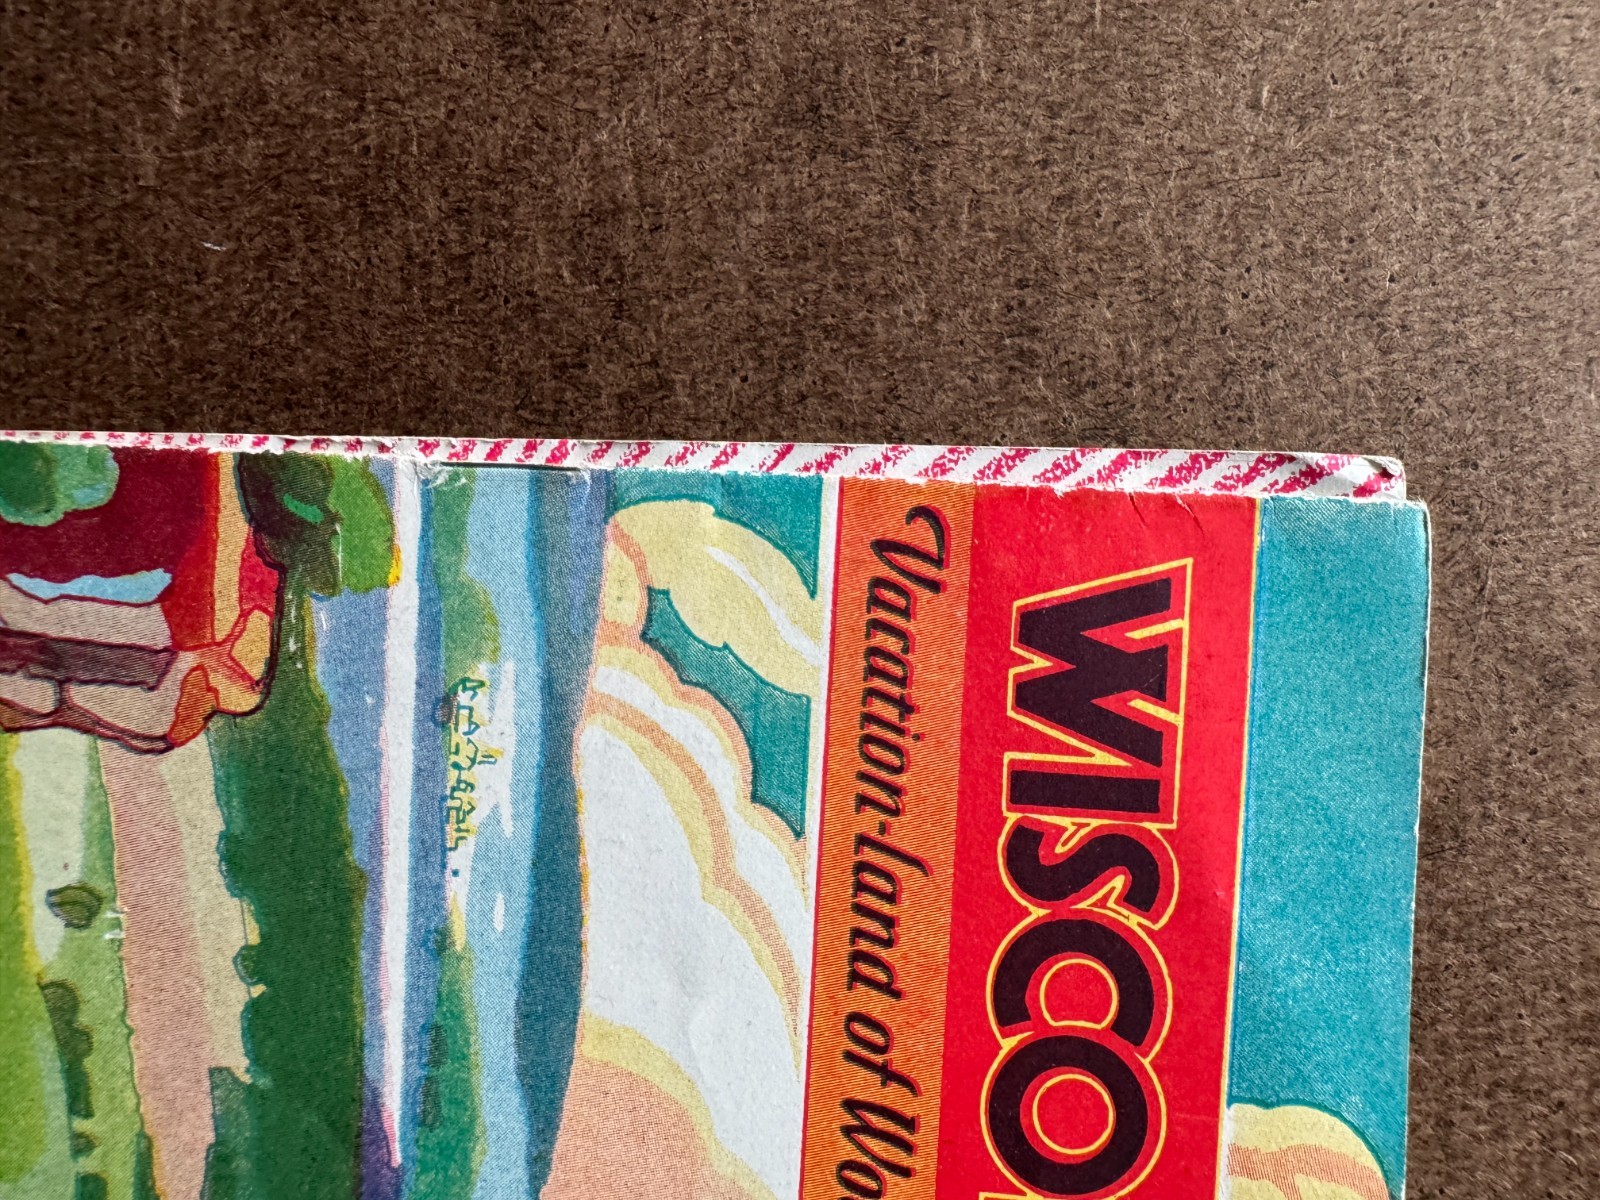 WISCO
Vacation-land of Wo